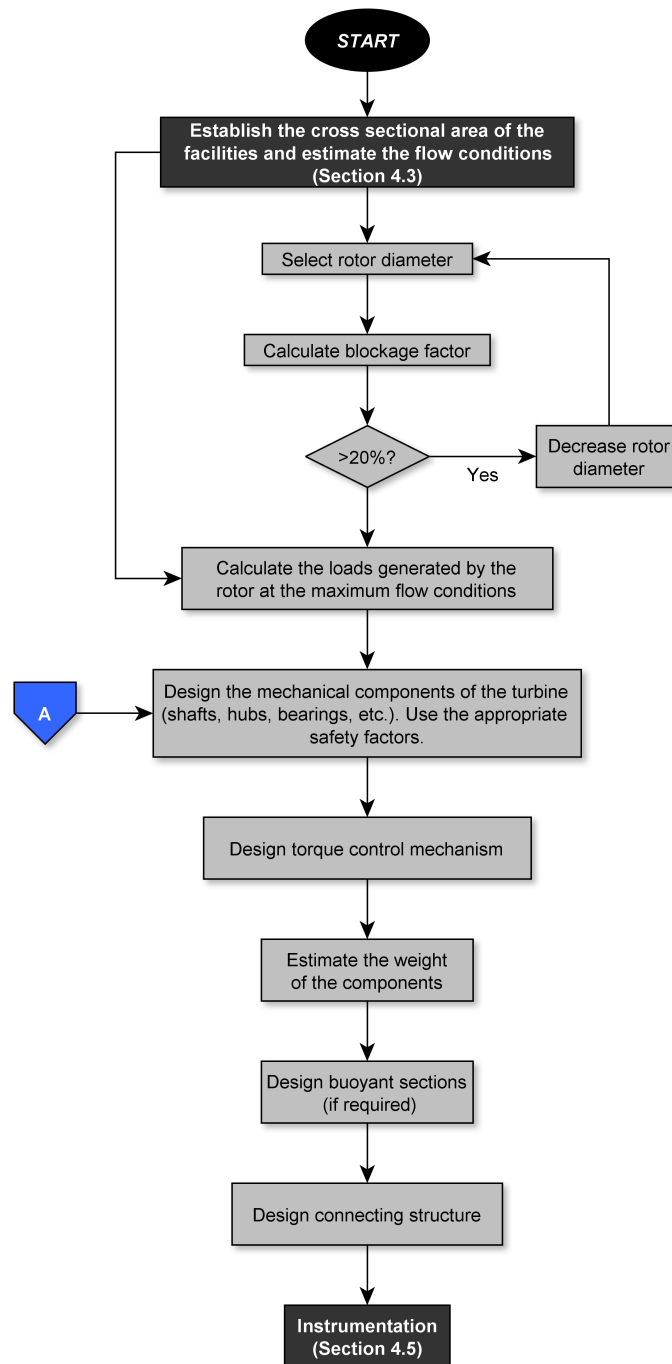 START
Establish the cross sectional area of the
facilities and estimate the flow conditions
(Section 4.3)
Select rotor diameter
Calculate blockage factor
>20%?
Yes
Decrease rotor
diameter
Calculate the loads generated by the
rotor at the maximum flow conditions
A
Design the mechanical components of the turbine
(shafts, hubs, bearings, etc.). Use the appropriate
safety factors.
Design torque control mechanism
Estimate the weight
of the components
Design buoyant sections
(if required)
Design connecting structure
Instrumentation
(Section 4.5)